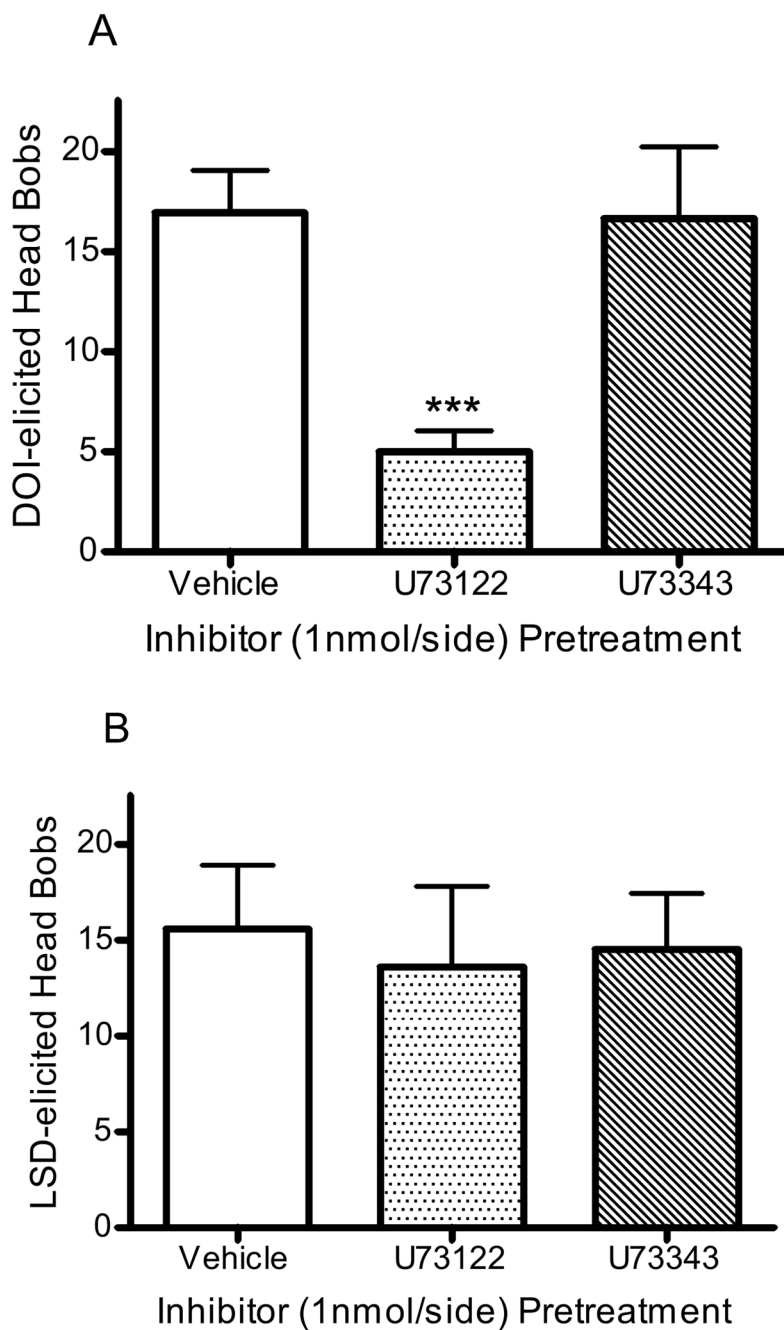 A
DOI-elicited Head Bobs
20
15
10
5
0
***
Vehicle U73122 U73343
Inhibitor (1nmol/side) Pretreatment
B
LSD-elicited Head Bobs
20
15
10
5
0
Vehicle U73122 U73343
Inhibitor (1nmol/side) Pretreatment